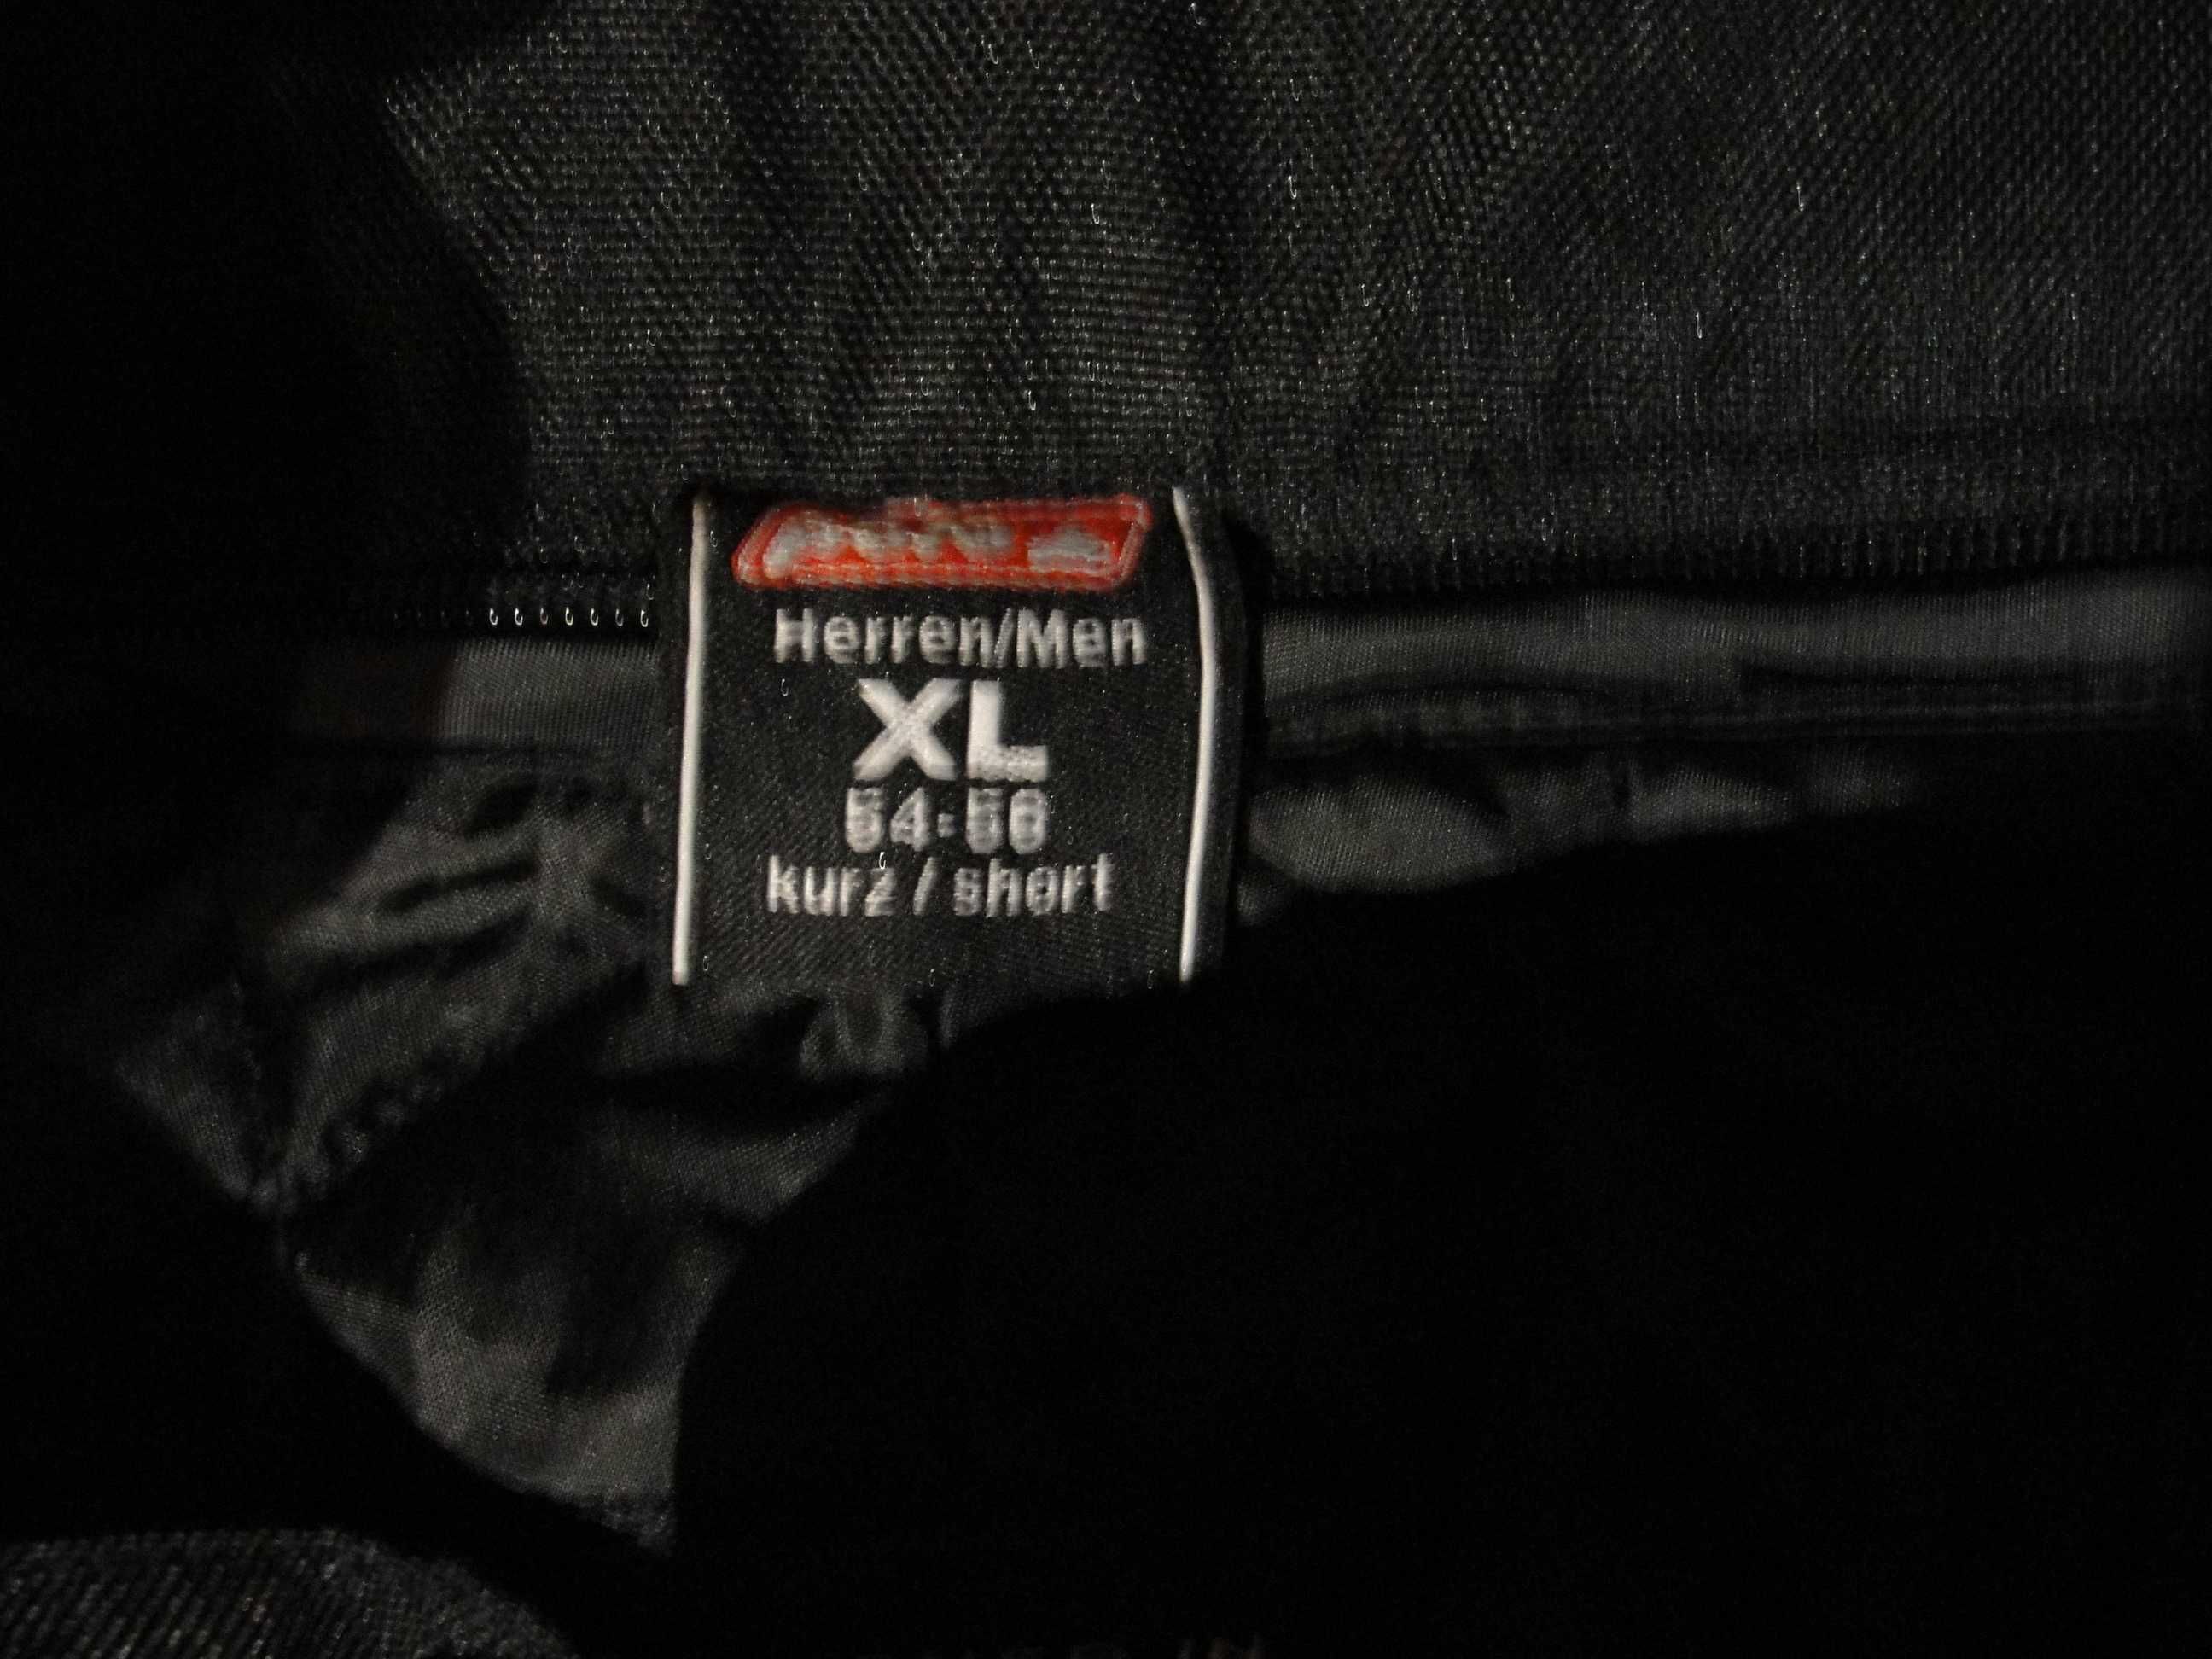 Herren/Men
XL
54-56
kurz / short